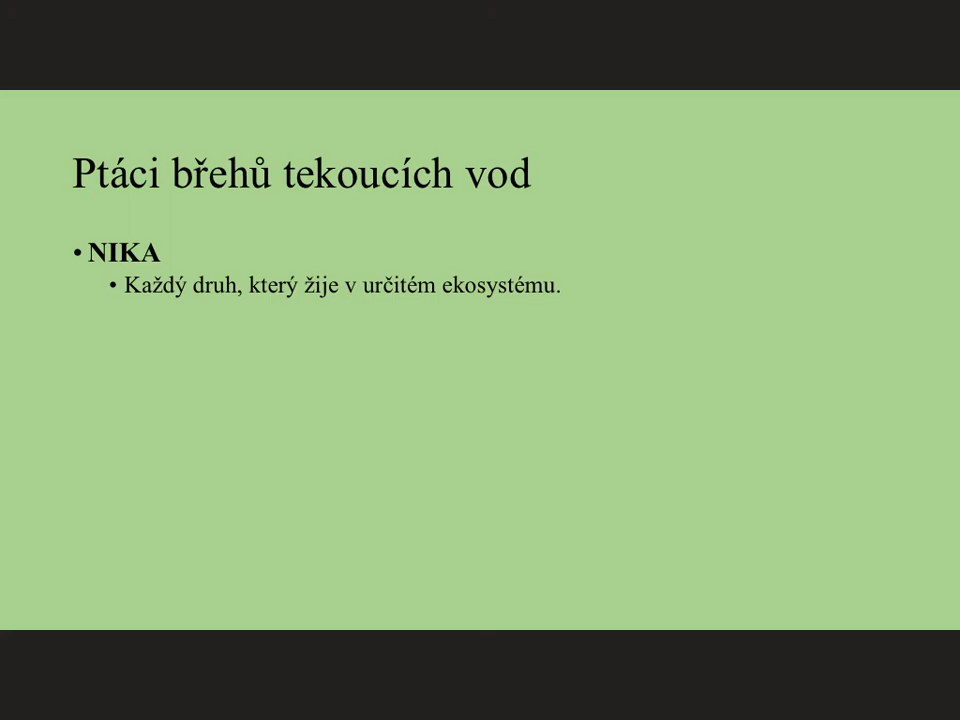 Ptáci břehů tekoucích vod
• NIKA
• Každý druh, který žije v určitém ekosystému.